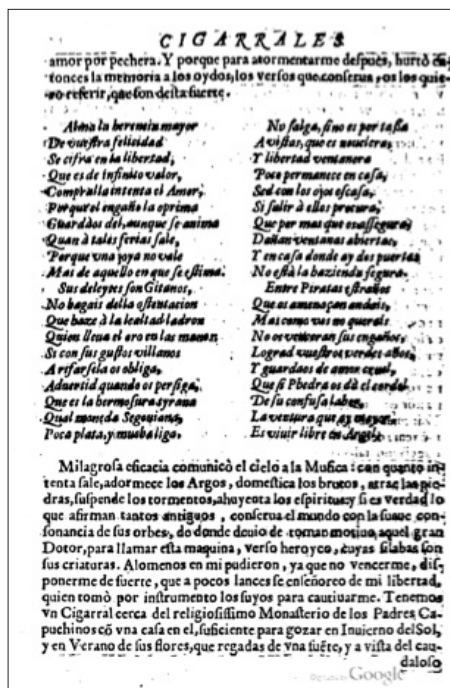 CIGARRALES
amor por pechera. Y porque para atormentarme despues, hurtò en-
tonces la memoria a los oydos, los versos que conserua, os los quie-
ro referir, que son desta suerte.
Alma la herencia mayor
De vuestra felicidad
Se cifra en la libertad,
Que es de infinito valor,
Compralla intenta el Amor,
Porque el engaño la oprima
Guardàos del, aunque se anima
Quan à tales ferias sale,
Porque vna joya no vale
Mas de aquello en que se estima.
Sus deleytes son Gitanos,
No hagais della ostentacion
Que haze à la lealtad ladron
Quien lleua el oro en las manos
Si con sus gustos villanos
A rifarsela os obliga,
Aduertid quando os persiga,
Que es la hermosura tyrana
Qual moneda Segouiana,
Poca plata, y mucha liga.
No salga, sino es por tassa
A vistas, que es nouelera,
Y libertad ventanera
Poco permanece en casa,
Sed con los ojos escasa,
Si salir à ellos procura,
Que por mas que os assegura,
Dañan ventanas abiertas,
Y en casa donde ay dos puertas
No està la hazienda segura.
Entre Piratas estraños
Que os amenaçan andais,
Mas como vos no querais
No os venceran sus engaños,
Lograd vuestros verdes años,
Y guardaos de amor cruel,
Que si Phedra os dà el cordel
De su confusa labor,
La ventura que ay mayor
Es viuir libre en Argel.
Milagrosa eficacia comunicò el cielo a la Musica: con quanto in-
tenta sale, adormece los Argos, domestica los brutos, atrae las pie-
dras, suspende los tormentos, ahuyenta los espiritus: y si es verdad lo
que afirman tantos antiguos, conserua el mundo con la suaue con-
sonancia de sus orbes, de donde deuio de tomar motiuo aquel gran
Dotor, para llamar esta maquina, verso heroyco, cuyas silabas son
sus criaturas. Alomenos en mi pudieron, ya que no vencerme, dis-
ponerme de suerte, que a pocos lances se enseñoreo de mi libertad,
quien tomò por instrumento los suyos para cautiuarme. Tenemos
vn Cigarral cerca del religiosissimo Monasterio de los Padres Ca-
puchinos cõ vna casa en el, suficiente para gozar en Inuierno del Sol,
y en Verano de sus flores, que regadas de vna fuẽte, y a vista del cau-
daloso
Google